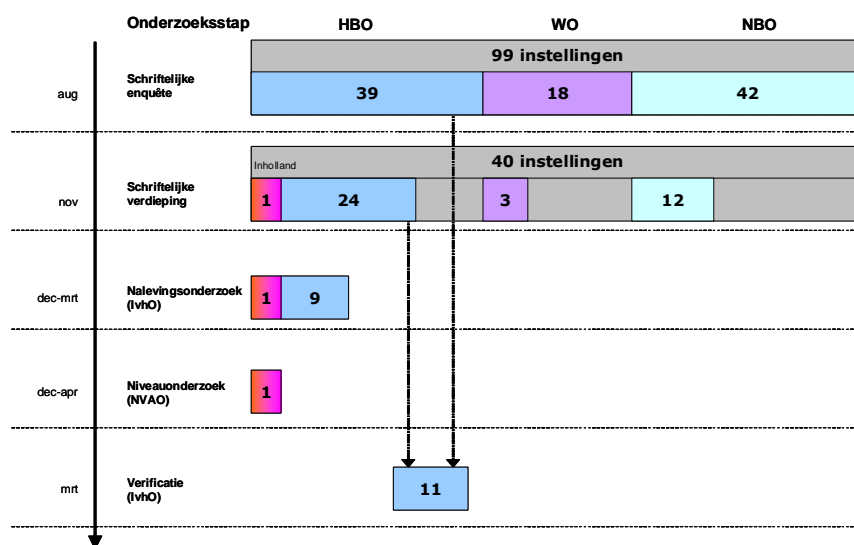 Onderzoeksstap HBO WO NBO
99 instellingen
aug Schriftelijke enquête 39 18 42
Inholland 40 instellingen
nov Schriftelijke verdieping 1 24 3 12
dec-mrt Nalevingsonderzoek (IvhO) 1 9
dec-apr Niveauonderzoek (NVAO) 1
mrt Verificatie (IvhO) 11